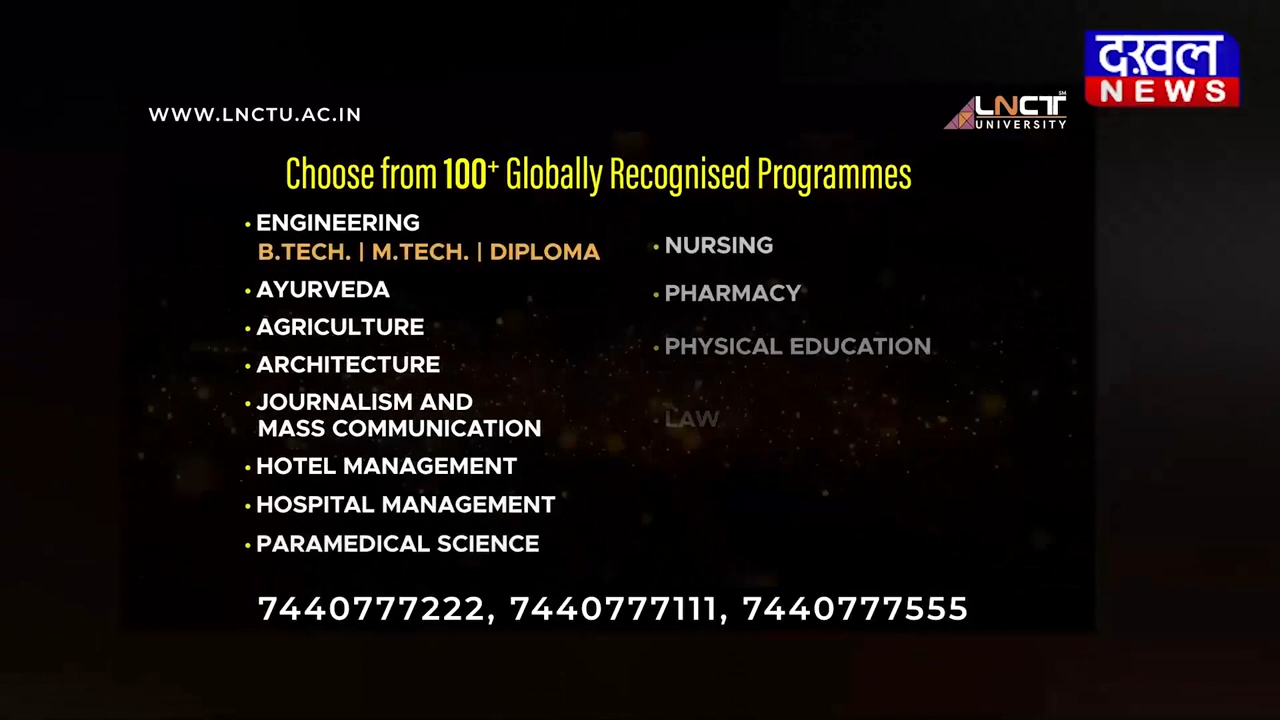 दख़ल
NEWS
WWW.LNCTU.AC.IN
LNCT SM
UNIVERSITY
Choose from 100+ Globally Recognised Programmes
• ENGINEERING
B.TECH. | M.TECH. | DIPLOMA
• AYURVEDA
• AGRICULTURE
• ARCHITECTURE
• JOURNALISM AND
MASS COMMUNICATION
• HOTEL MANAGEMENT
• HOSPITAL MANAGEMENT
• PARAMEDICAL SCIENCE
• NURSING
• PHARMACY
• PHYSICAL EDUCATION
• LAW
7440777222, 7440777111, 7440777555